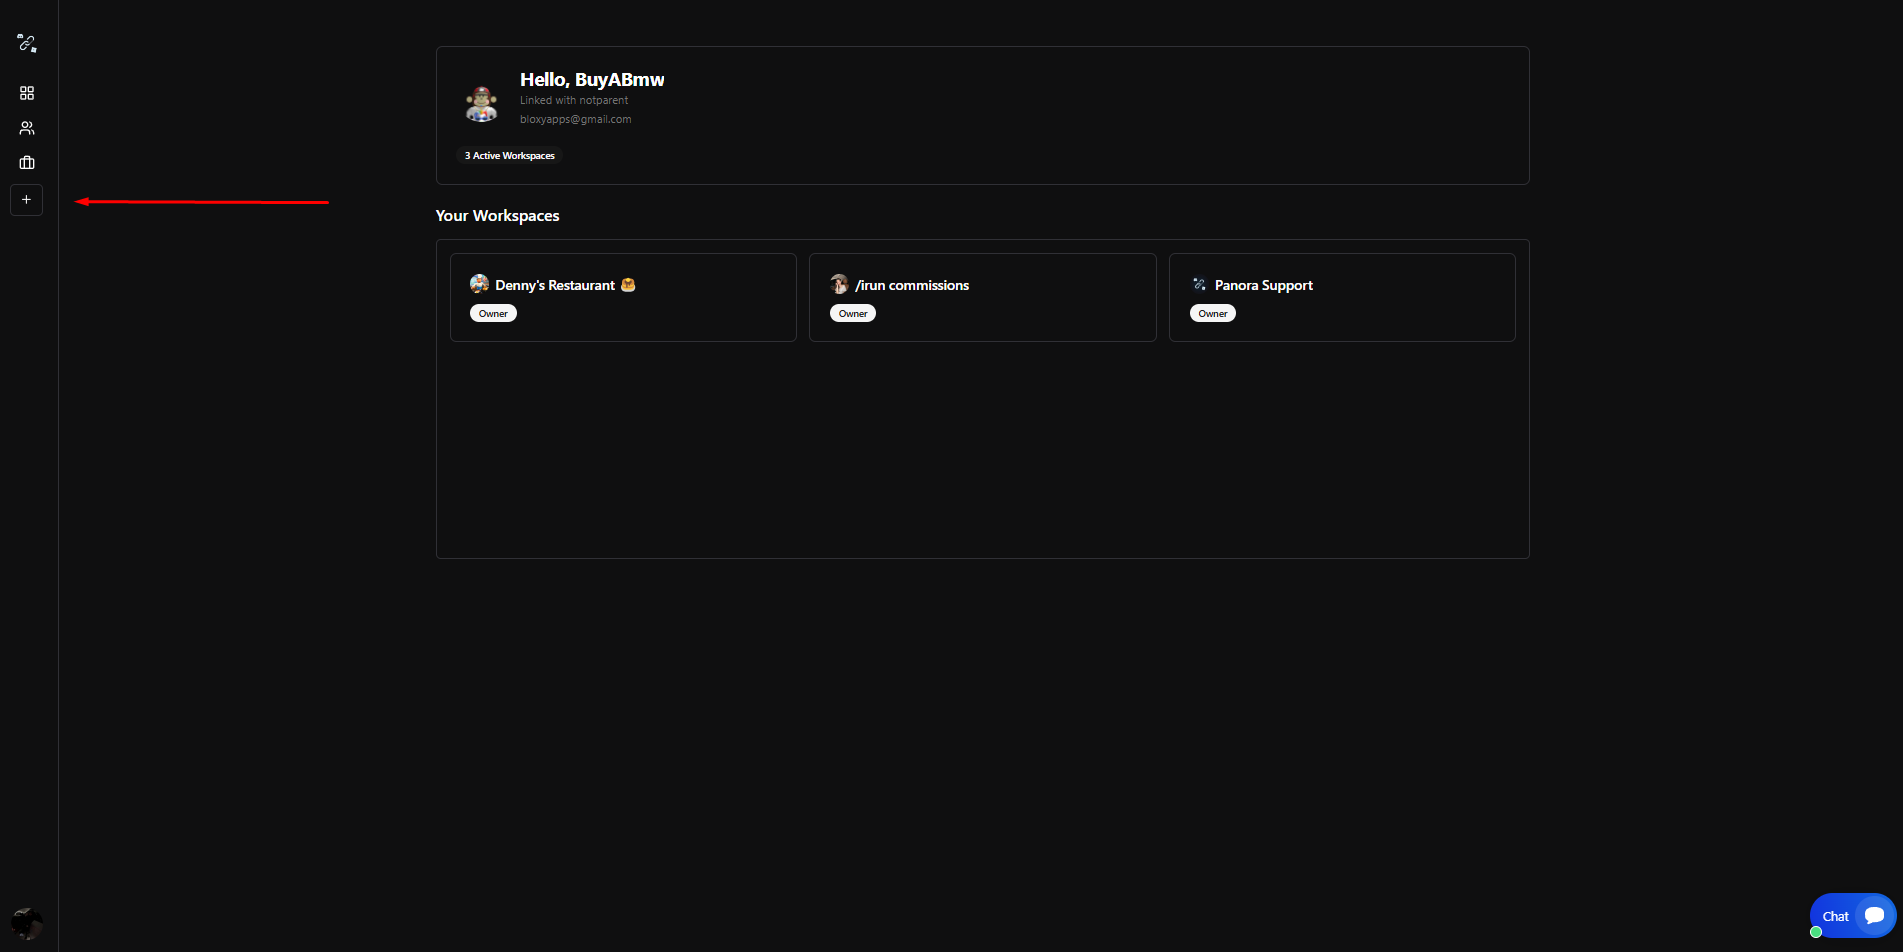 Hello, BuyABmw
Linked with notparent
bloxyapps@gmail.com
3 Active Workspaces
Your Workspaces
Denny's Restaurant 🥞
Owner
/irun commissions
Owner
Panora Support
Owner
Chat